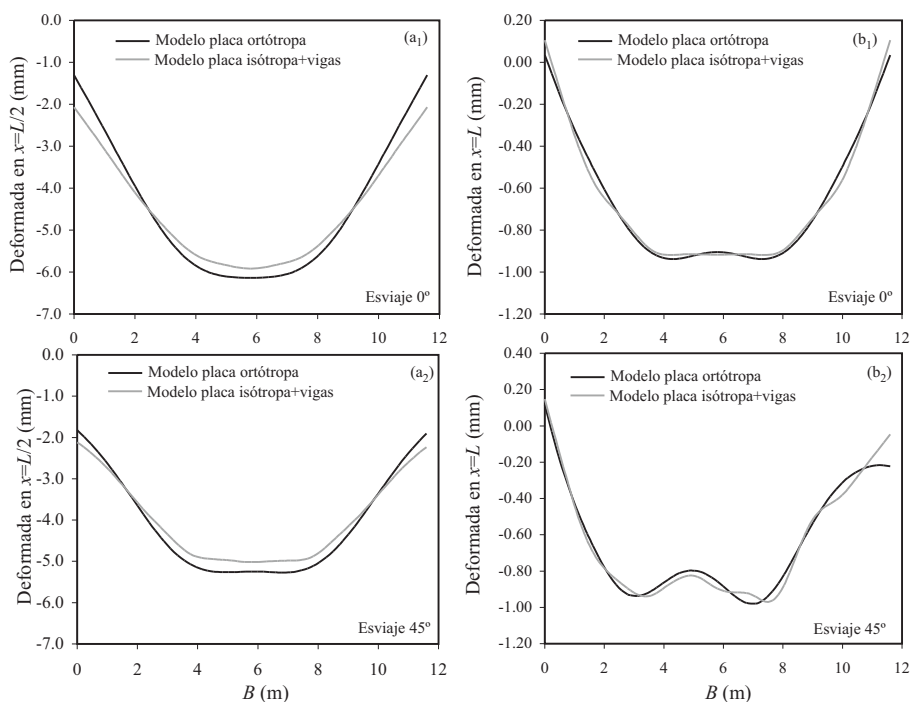 0.0
-1.0
-2.0
-3.0
-4.0
-5.0
-6.0
-7.0
Deformada en x=L/2 (mm)
Modelo placa ortótropa
Modelo placa isótropa+vigas
(a1)
Esviaje 0º
0 2 4 6 8 10 12
0.20
0.00
-0.20
-0.40
-0.60
-0.80
-1.00
-1.20
Deformada en x=L (mm)
Modelo placa ortótropa
Modelo placa isótropa+vigas
(b1)
Esviaje 0º
0 2 4 6 8 10 12
0.0
-1.0
-2.0
-3.0
-4.0
-5.0
-6.0
-7.0
Deformada en x=L/2 (mm)
Modelo placa ortótropa
Modelo placa isótropa+vigas
(a2)
Esviaje 45º
0 2 4 6 8 10 12
B (m)
0.40
0.20
0.00
-0.20
-0.40
-0.60
-0.80
-1.00
-1.20
Deformada en x=L (mm)
Modelo placa ortótropa
Modelo placa isótropa+vigas
(b2)
Esviaje 45º
0 2 4 6 8 10 12
B (m)